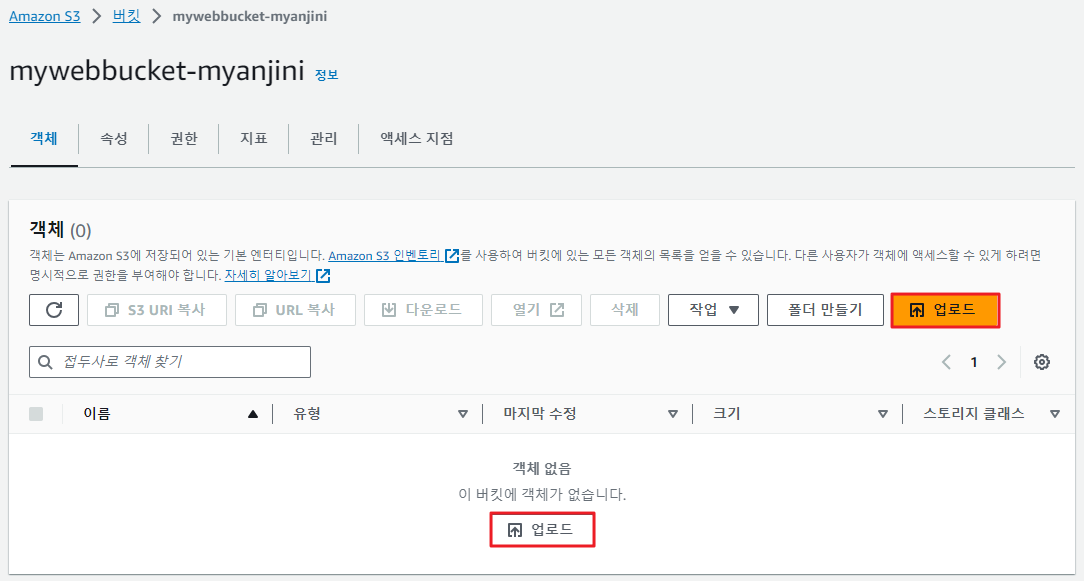 Amazon S3 > 버킷 > mywebbucket-myanjini
mywebbucket-myanjini 정보
객체 속성 권한 지표 관리 액세스 지점
객체 (0)
객체는 Amazon S3에 저장되어 있는 기본 엔터티입니다. Amazon S3 인벤토리를 사용하여 버킷에 있는 모든 객체의 목록을 얻을 수 있습니다. 다른 사용자가 객체에 액세스할 수 있게 하려면
명시적으로 권한을 부여해야 합니다. 자세히 알아보기
S3 URI 복사 URL 복사 다운로드 열기 삭제 작업 폴더 만들기 업로드
접두사로 객체 찾기 1
이름 유형 마지막 수정 크기 스토리지 클래스
객체 없음
이 버킷에 객체가 없습니다.
업로드